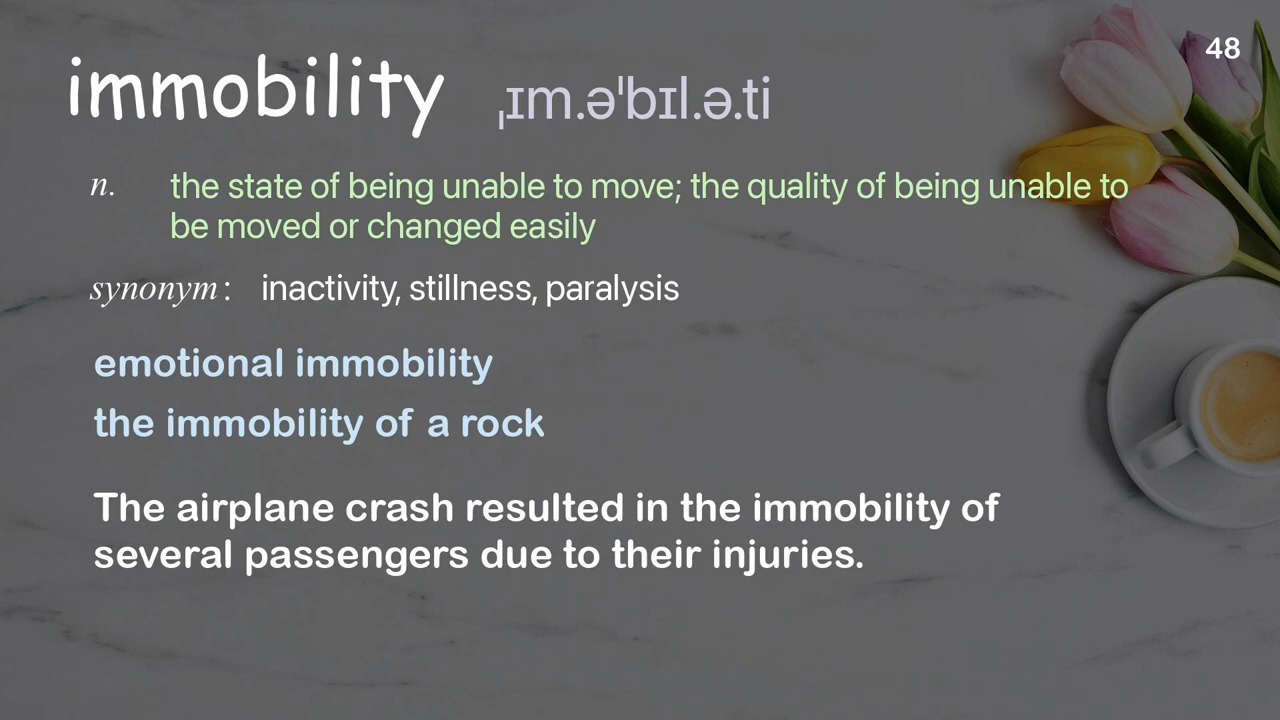 48
immobility ˌɪm.əˈbɪl.ə.ti
n. the state of being unable to move; the quality of being unable to
be moved or changed easily
synonym: inactivity, stillness, paralysis
emotional immobility
the immobility of a rock
The airplane crash resulted in the immobility of
several passengers due to their injuries.